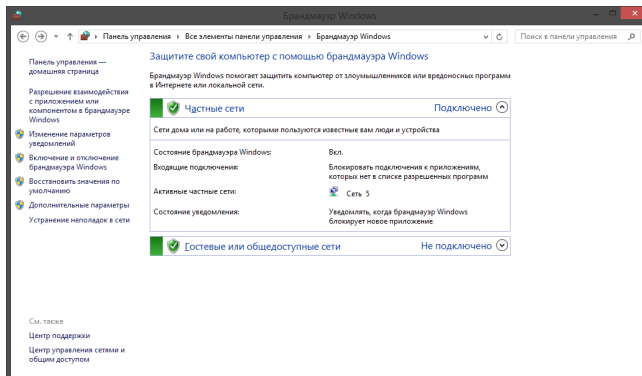 Брандмауэр Windows
Панель управления
Все элементы панели управления
Брандмауэр Windows
Поиск в панели управления
Панель управления —
домашняя страница
Разрешение взаимодействия
с приложением или
компонентом в брандмауэре
Windows
Изменение параметров
уведомлений
Включение и отключение
брандмауэра Windows
Восстановить значения по
умолчанию
Дополнительные параметры
Устранение неполадок в сети
См. также
Центр поддержки
Центр управления сетями и
общим доступом
Защитите свой компьютер с помощью брандмауэра Windows
Брандмауэр Windows помогает защитить компьютер от злоумышленников или вредоносных программ
в Интернете или локальной сети.
Частные сети Подключено
Сети дома или на работе, которыми пользуются известные вам люди и устройства
Состояние брандмауэра Windows: Вкл.
Входящие подключения: Блокировать подключения к приложениям,
которых нет в списке разрешенных программ
Активные частные сети: Сеть 5
Состояние уведомления: Уведомлять, когда брандмауэр Windows
блокирует новое приложение
Гостевые или общедоступные сети Не подключено